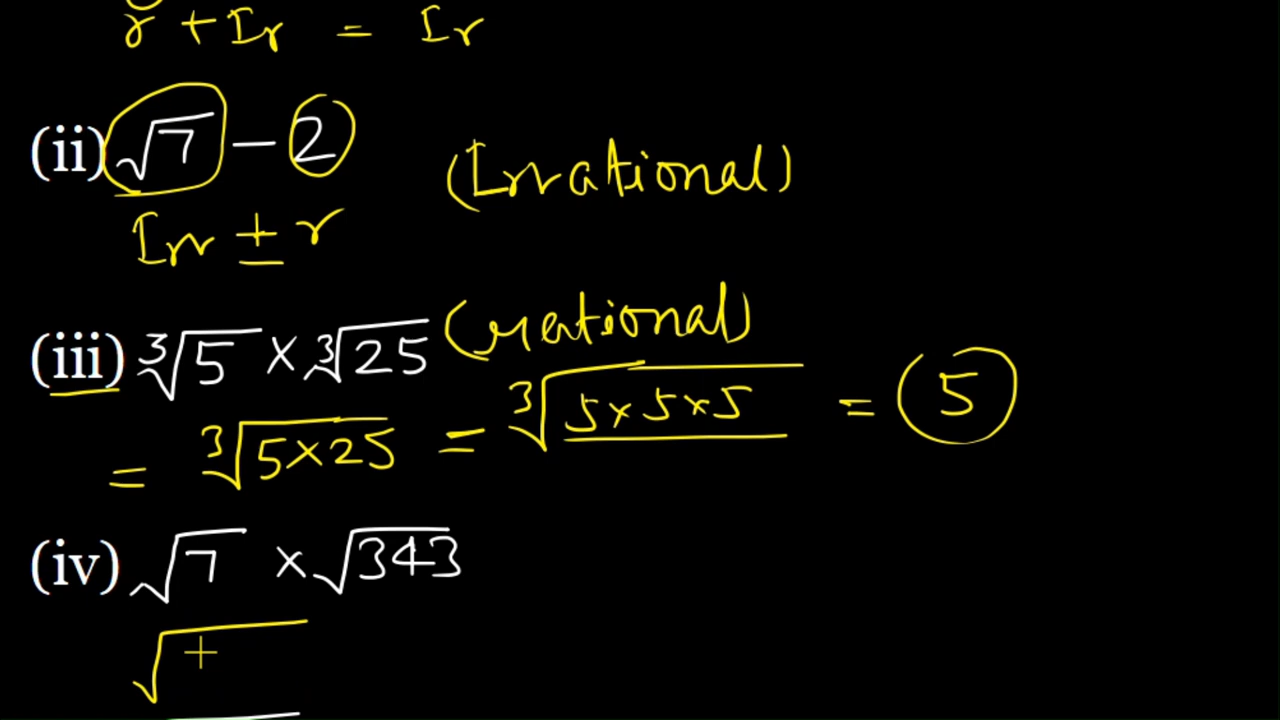 r + Ir = Ir
(ii) √7 − 2 (Irrational)
Irr ± r
(iii) ∛5 × ∛25 (rational)
= ∛(5×25) = ∛(5×5×5) = 5
(iv) √7 × √343
√+